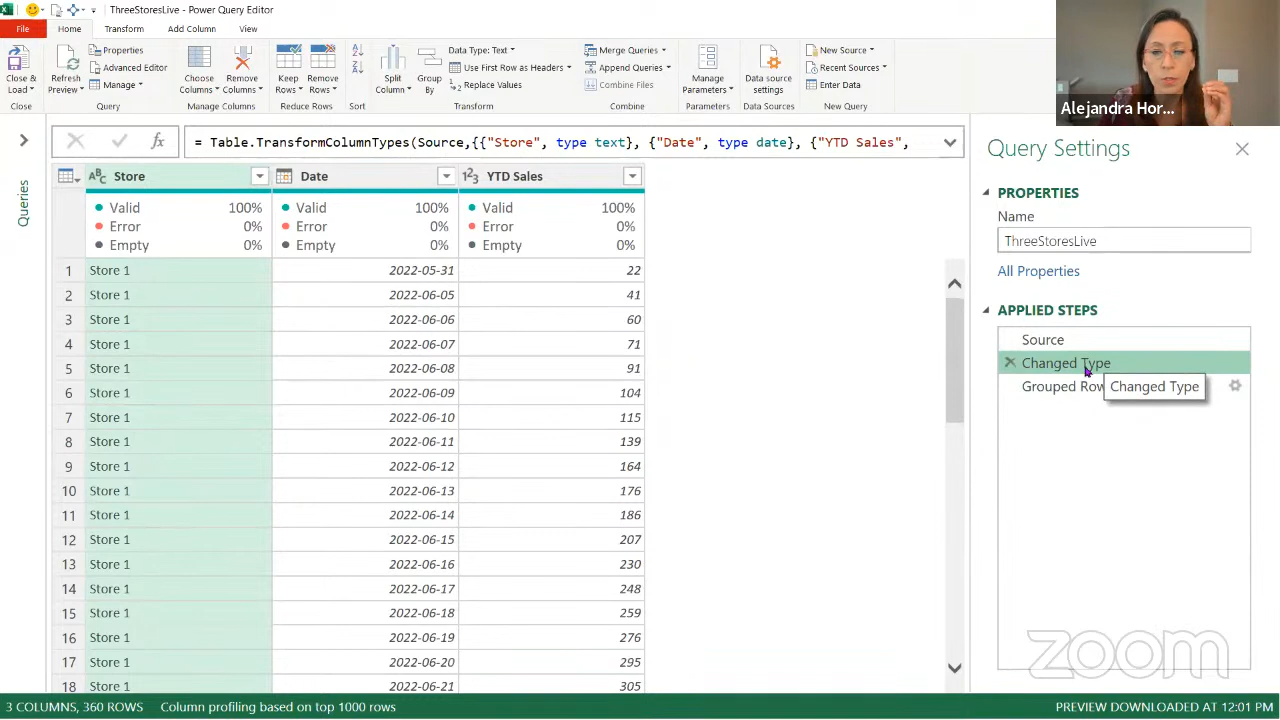 ThreeStoresLive - Power Query Editor
File Home Transform Add Column View
Close & Load
Close
Refresh Preview
Properties
Advanced Editor
Manage
Query
Choose Columns
Remove Columns
Manage Columns
Keep Rows
Remove Rows
Reduce Rows
Sort
Split Column
Group By
Data Type: Text
Use First Row as Headers
Replace Values
Transform
Merge Queries
Append Queries
Combine Files
Combine
Manage Parameters
Parameters
Data source settings
Data Sources
New Source
Recent Sources
Enter Data
New Query
Alejandra Hor...
fx = Table.TransformColumnTypes(Source,{{"Store", type text}, {"Date", type date}, {"YTD Sales",
Queries
ABC Store Date 123 YTD Sales
Valid 100% Valid 100% Valid 100%
Error 0% Error 0% Error 0%
Empty 0% Empty 0% Empty 0%
1 Store 1 2022-05-31 22
2 Store 1 2022-06-05 41
3 Store 1 2022-06-06 60
4 Store 1 2022-06-07 71
5 Store 1 2022-06-08 91
6 Store 1 2022-06-09 104
7 Store 1 2022-06-10 115
8 Store 1 2022-06-11 139
9 Store 1 2022-06-12 164
10 Store 1 2022-06-13 176
11 Store 1 2022-06-14 186
12 Store 1 2022-06-15 207
13 Store 1 2022-06-16 230
14 Store 1 2022-06-17 248
15 Store 1 2022-06-18 259
16 Store 1 2022-06-19 276
17 Store 1 2022-06-20 295
18 Store 1 2022-06-21 305
Query Settings
PROPERTIES
Name
ThreeStoresLive
All Properties
APPLIED STEPS
Source
Changed Type
Grouped Row
Changed Type
zoom
3 COLUMNS, 360 ROWS Column profiling based on top 1000 rows PREVIEW DOWNLOADED AT 12:01 PM